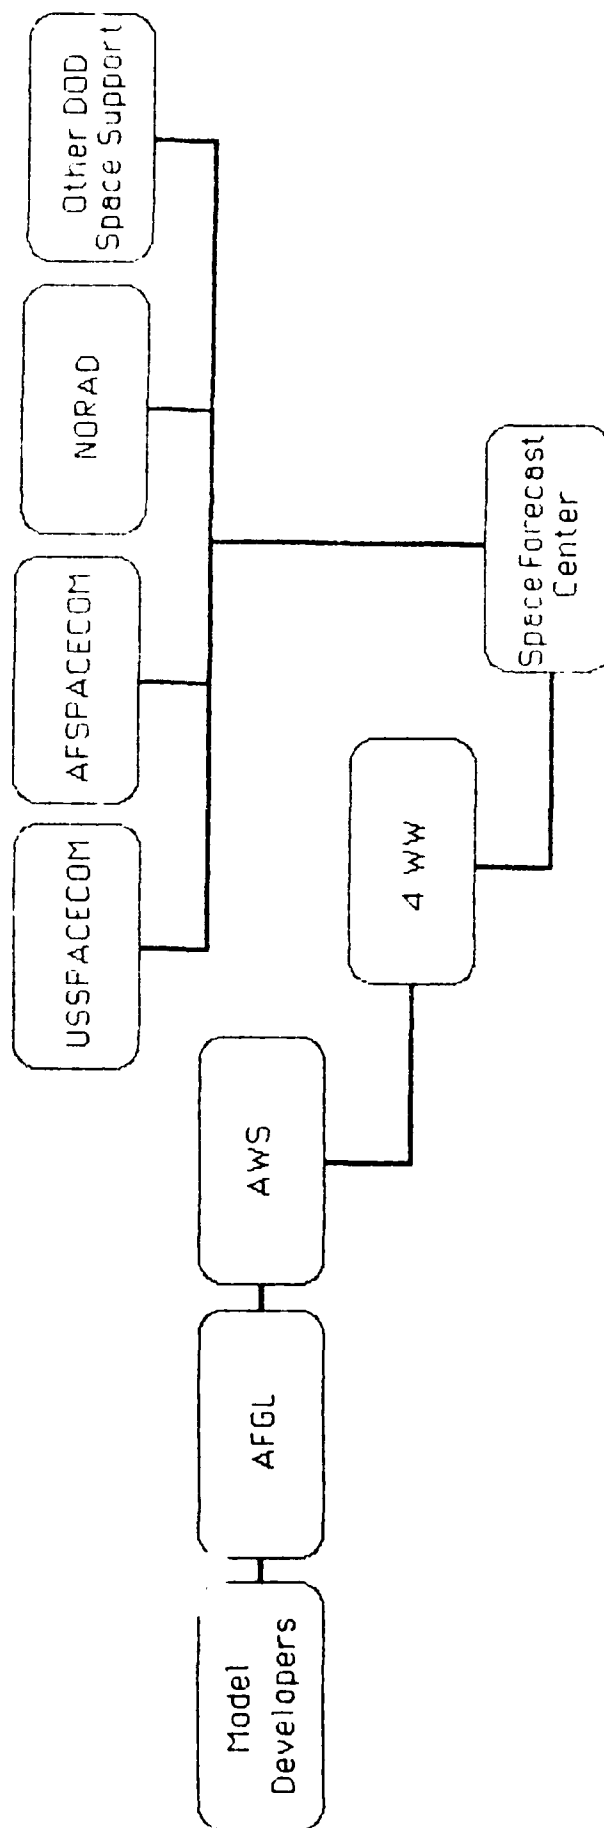 USSPACECOM
AFSPACECOM
NORAD
Other DOD
Space Support
Model
Developers
AFGL
AWS
4 WW
Space Forecast
Center